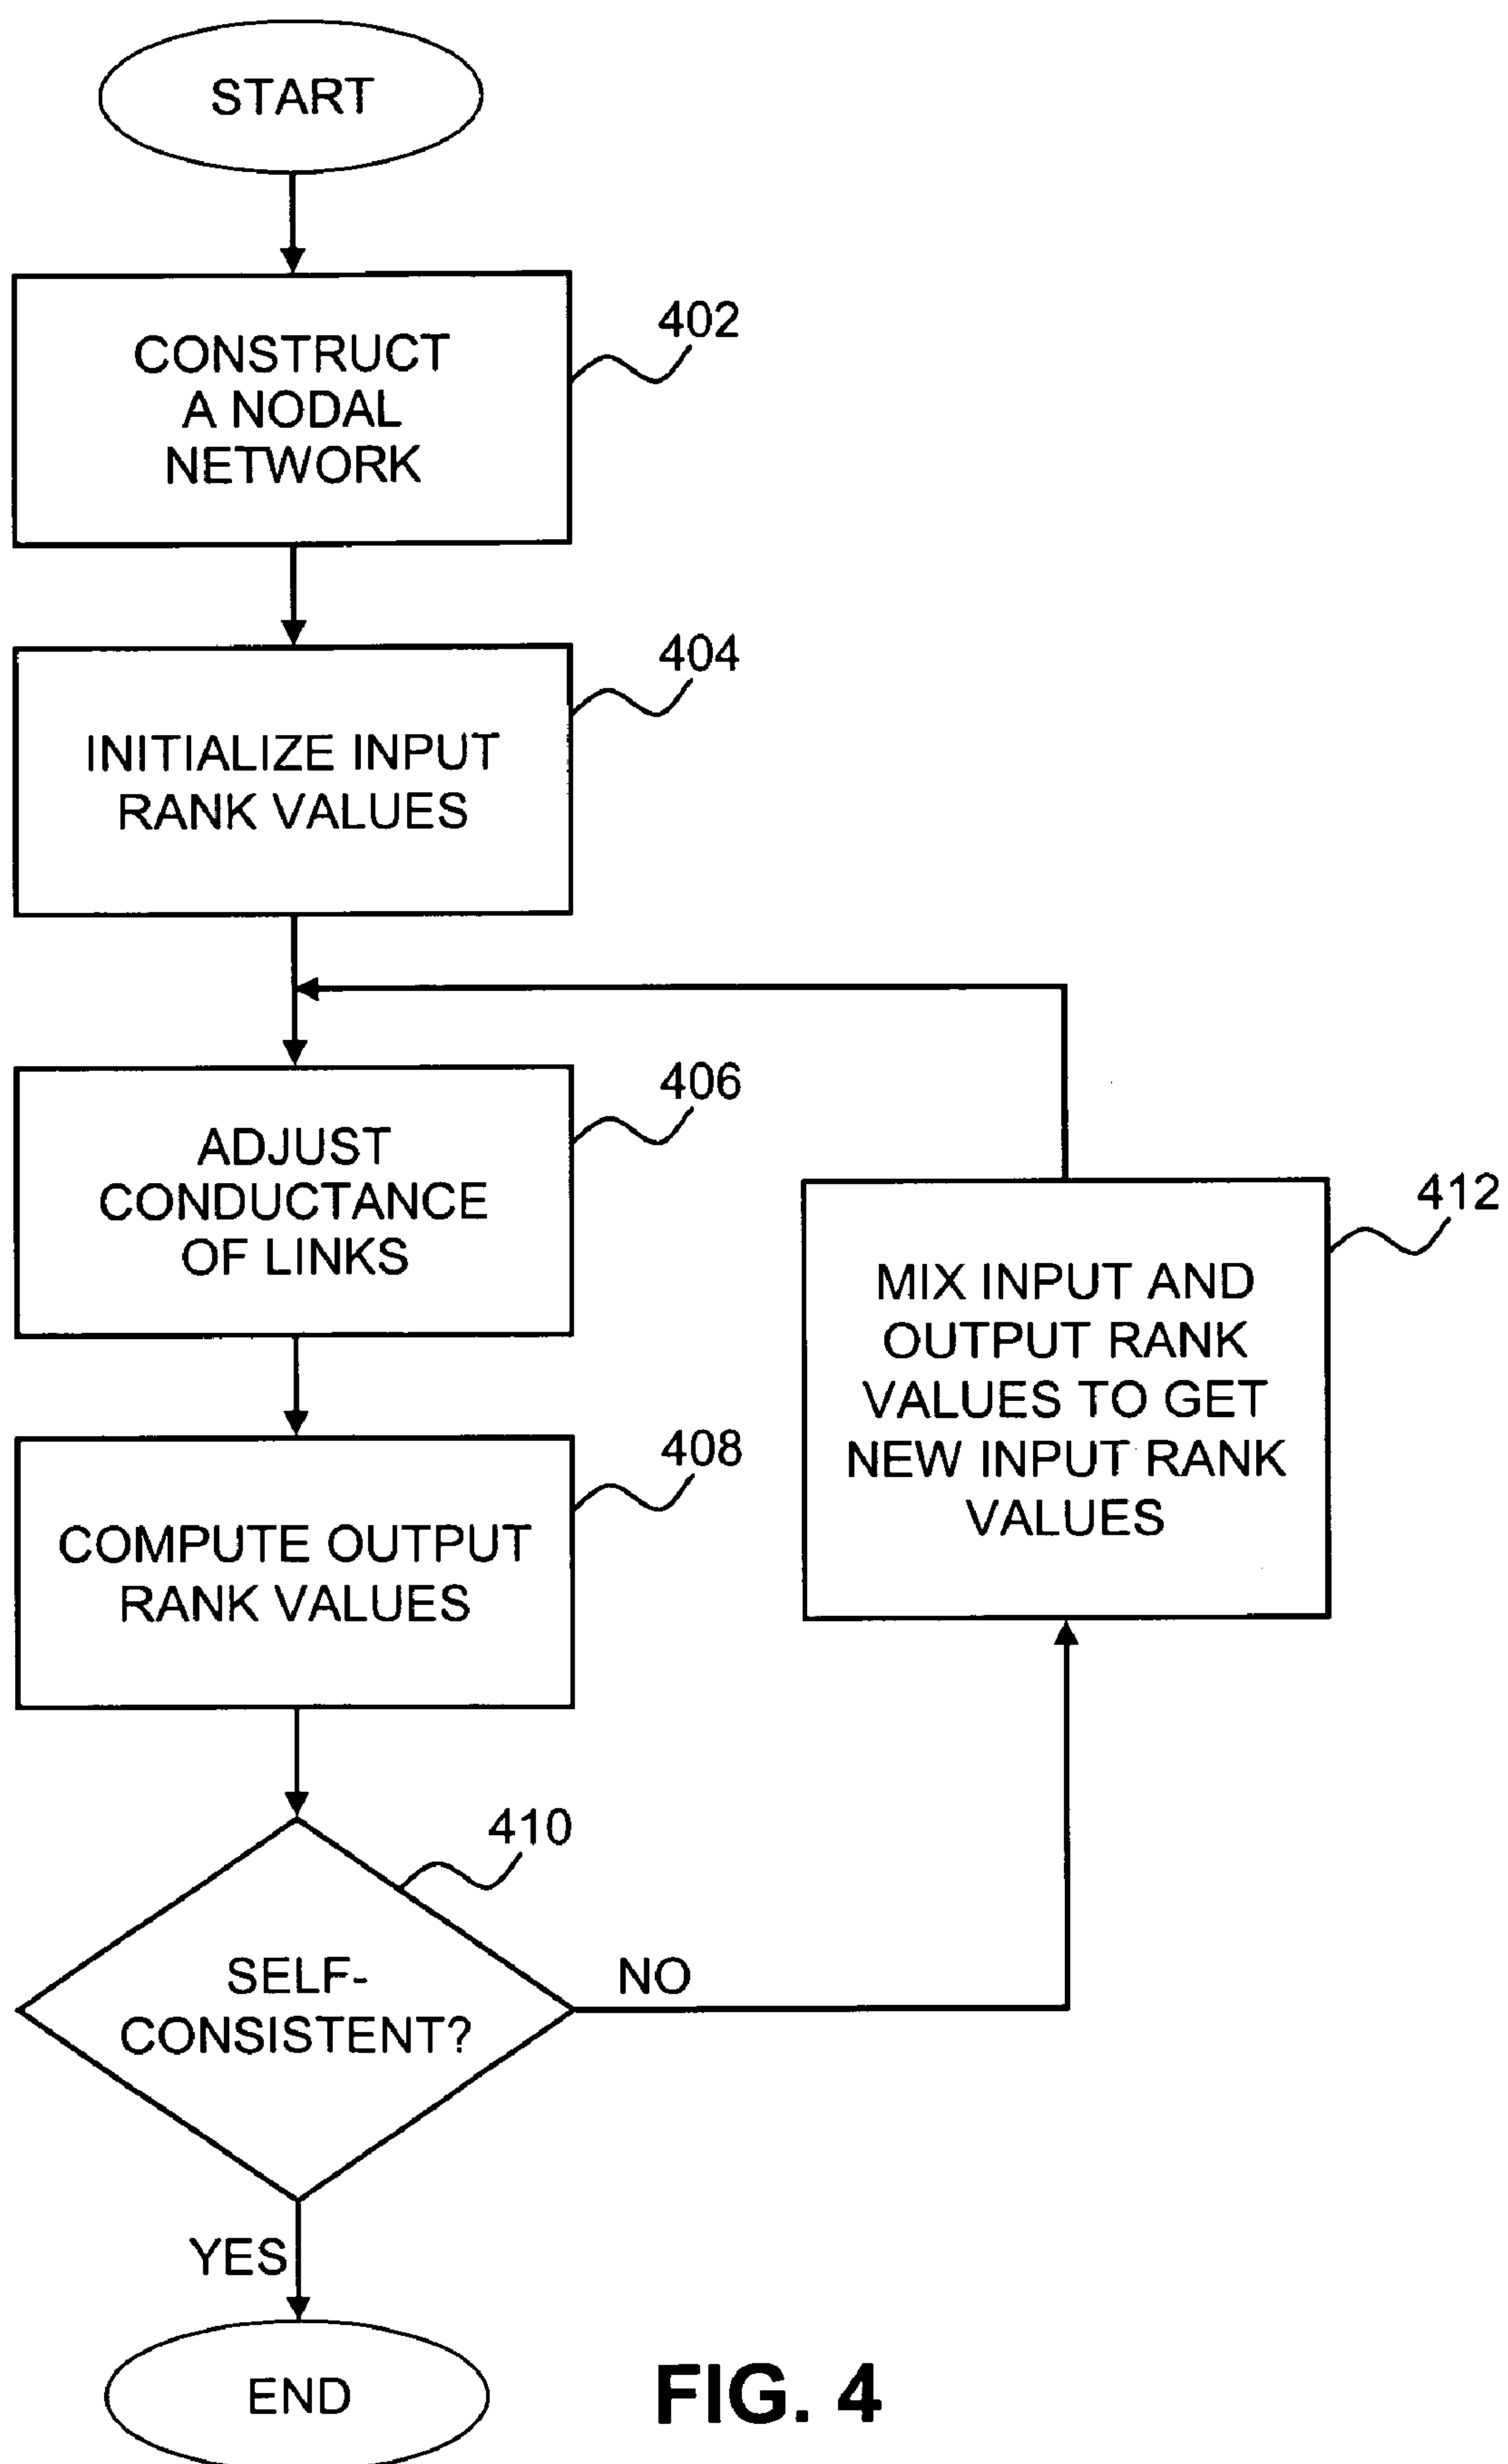 START
402
CONSTRUCT
A NODAL
NETWORK
404
INITIALIZE INPUT
RANK VALUES
406
ADJUST
CONDUCTANCE
OF LINKS
412
MIX INPUT AND
OUTPUT RANK
VALUES TO GET
NEW INPUT RANK
VALUES
408
COMPUTE OUTPUT
RANK VALUES
410
SELF-
CONSISTENT?
NO
YES
END
FIG. 4